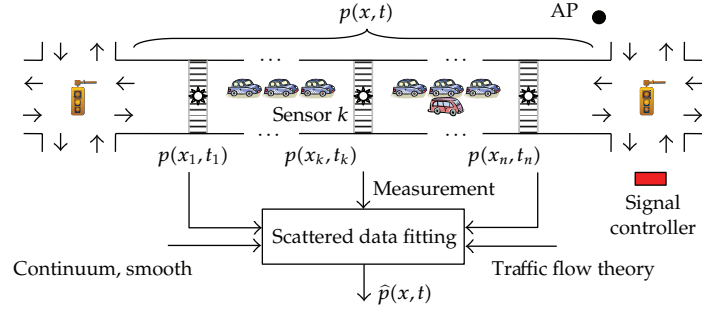 p(x,t)
AP
...
...
Sensor k
...
...
p(x₁,t₁)
p(xₖ,tₖ)
p(xₙ,tₙ)
Measurement
Signal
controller
Scattered data fitting
Continuum, smooth
Traffic flow theory
p̂(x,t)